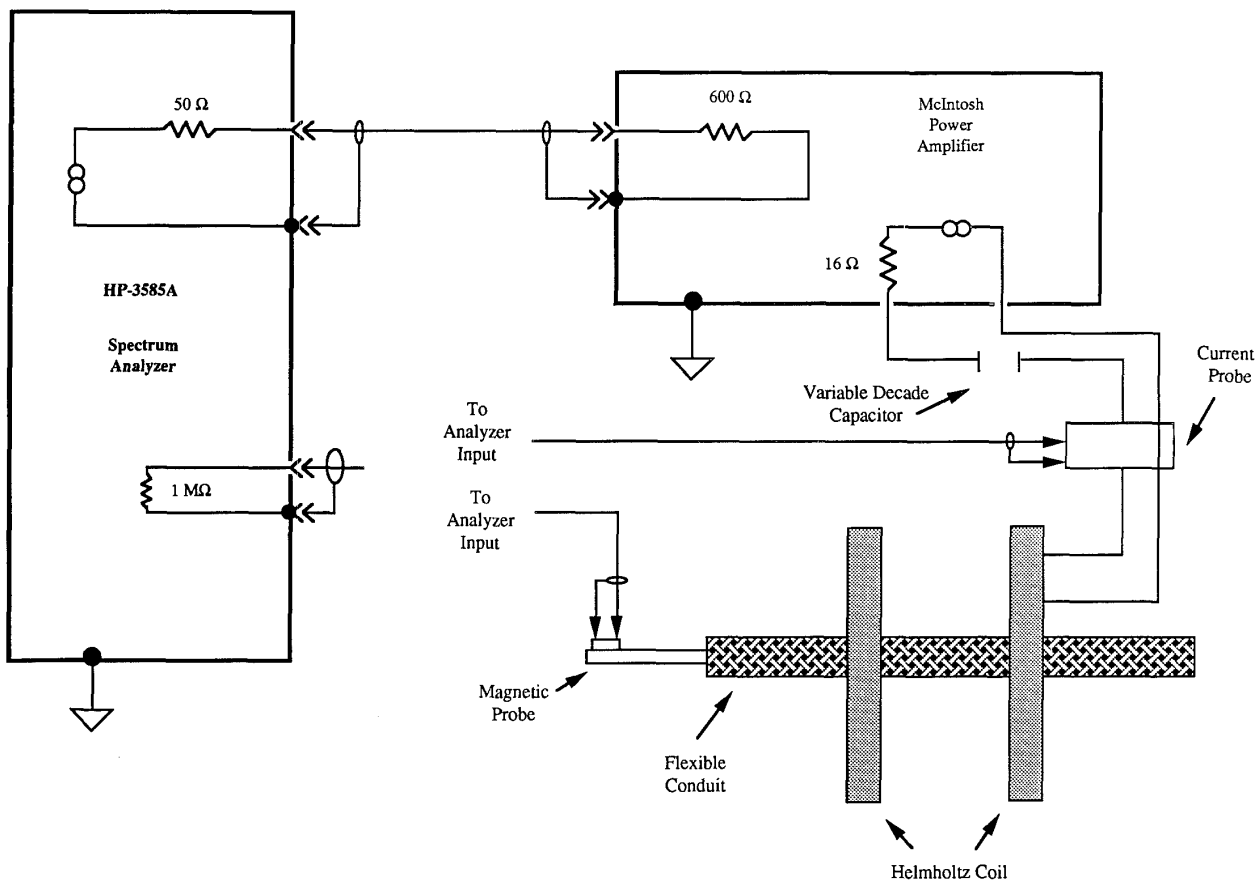 50 Ω
600 Ω
McIntosh
Power
Amplifier
16 Ω
HP-3585A
Spectrum
Analyzer
Variable Decade
Capacitor
Current
Probe
To
Analyzer
Input
1 MΩ
To
Analyzer
Input
Magnetic
Probe
Flexible
Conduit
Helmholtz Coil